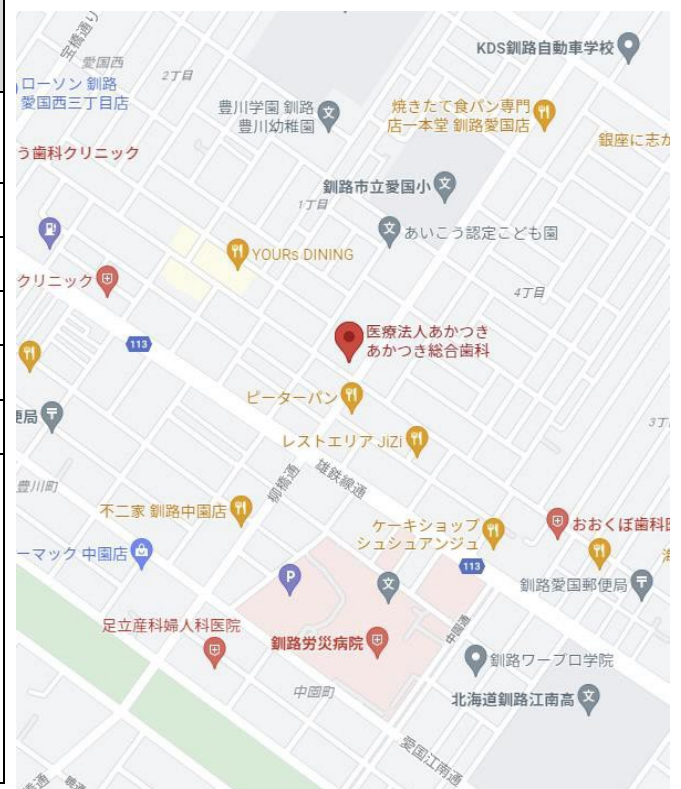 宝橋通り
愛国西
2丁目
KDS釧路自動車学校
ローソン 釧路
愛国西三丁目店
豊川学園 釧路
豊川幼稚園
焼きたて食パン専門
店一本堂 釧路愛国店
銀座に志か
う歯科クリニック
釧路市立愛国小
1丁目
あいこう認定こども園
YOURs DINING
クリニック
4丁目
113
医療法人あかつき
あかつき総合歯科
ピーターパン
便局
レストエリア JiZi
3丁
柳橋通
雄鉄線通
豊川町
不二家 釧路中園店
ケーキショップ
シュシュアンジュ
おおくぼ歯科医
ーマック 中園店
P
113
釧路愛国郵便局
足立産科婦人科医院
釧路労災病院
中園通
釧路ワープロ学院
中園町
北海道釧路江南高
愛国江南通